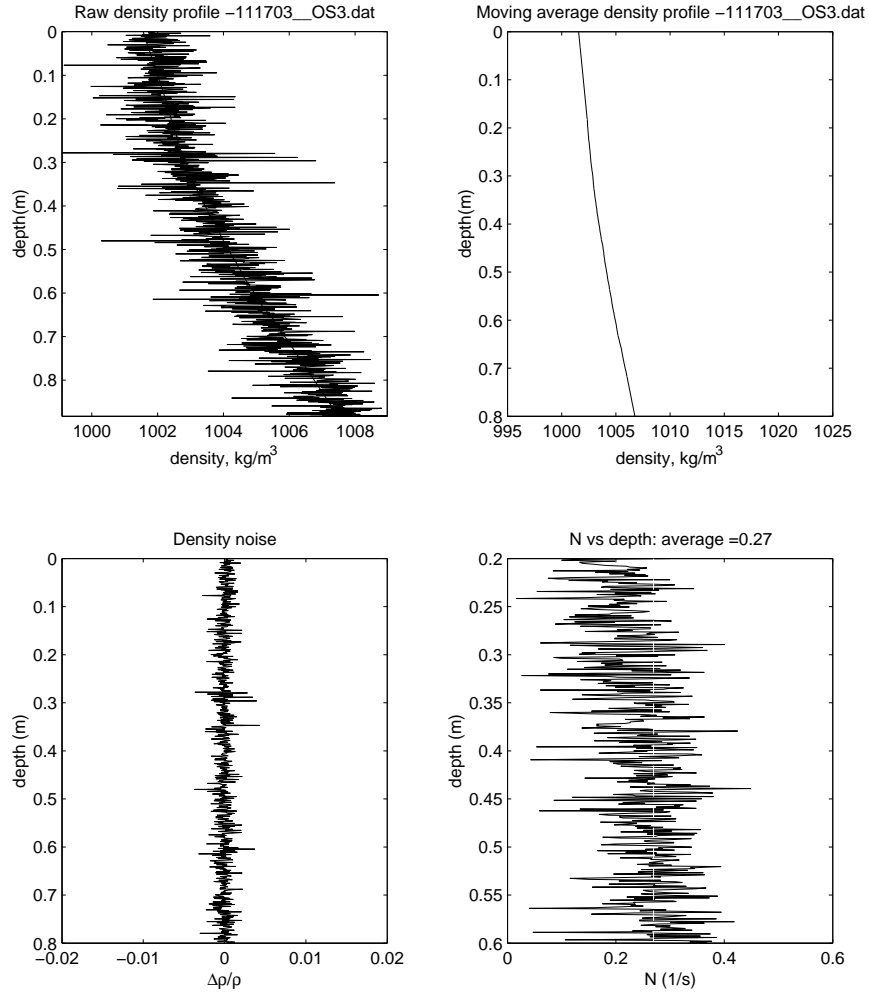 Raw density profile −111703__OS3.dat
0
0.1
0.2
0.3
0.4
0.5
0.6
0.7
0.8
depth(m)
1000 1002 1004 1006 1008
density, kg/m³
Moving average density profile −111703__OS3.dat
0
0.1
0.2
0.3
0.4
0.5
0.6
0.7
0.8
depth(m)
995 1000 1005 1010 1015 1020 1025
density, kg/m³
Density noise
0
0.1
0.2
0.3
0.4
0.5
0.6
0.7
0.8
depth (m)
−0.02 −0.01 0 0.01 0.02
Δρ/ρ
N vs depth: average =0.27
0.2
0.25
0.3
0.35
0.4
0.45
0.5
0.55
0.6
depth (m)
0 0.2 0.4 0.6
N (1/s)